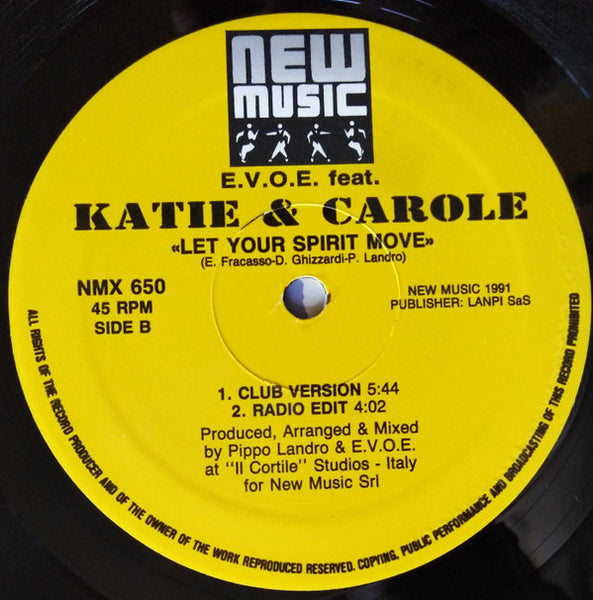 NEW
MUSIC
E.V.O.E. feat.
KATIE & CAROLE
«LET YOUR SPIRIT MOVE»
(E. Fracasso-D. Ghizzardi-P. Landro)
NMX 650
45 RPM
SIDE B
NEW MUSIC 1991
PUBLISHER: LANPI SaS
1. CLUB VERSION 5:44
2. RADIO EDIT 4:02
Produced, Arranged & Mixed
by Pippo Landro & E.V.O.E.
at "Il Cortile" Studios - Italy
for New Music Srl
ALL RIGHTS OF THE RECORD PRODUCER AND OF THE OWNER OF THE WORK REPRODUCED RESERVED. COPYING, PUBLIC PERFORMANCE AND BROADCASTING OF THIS RECORD PROHIBITED